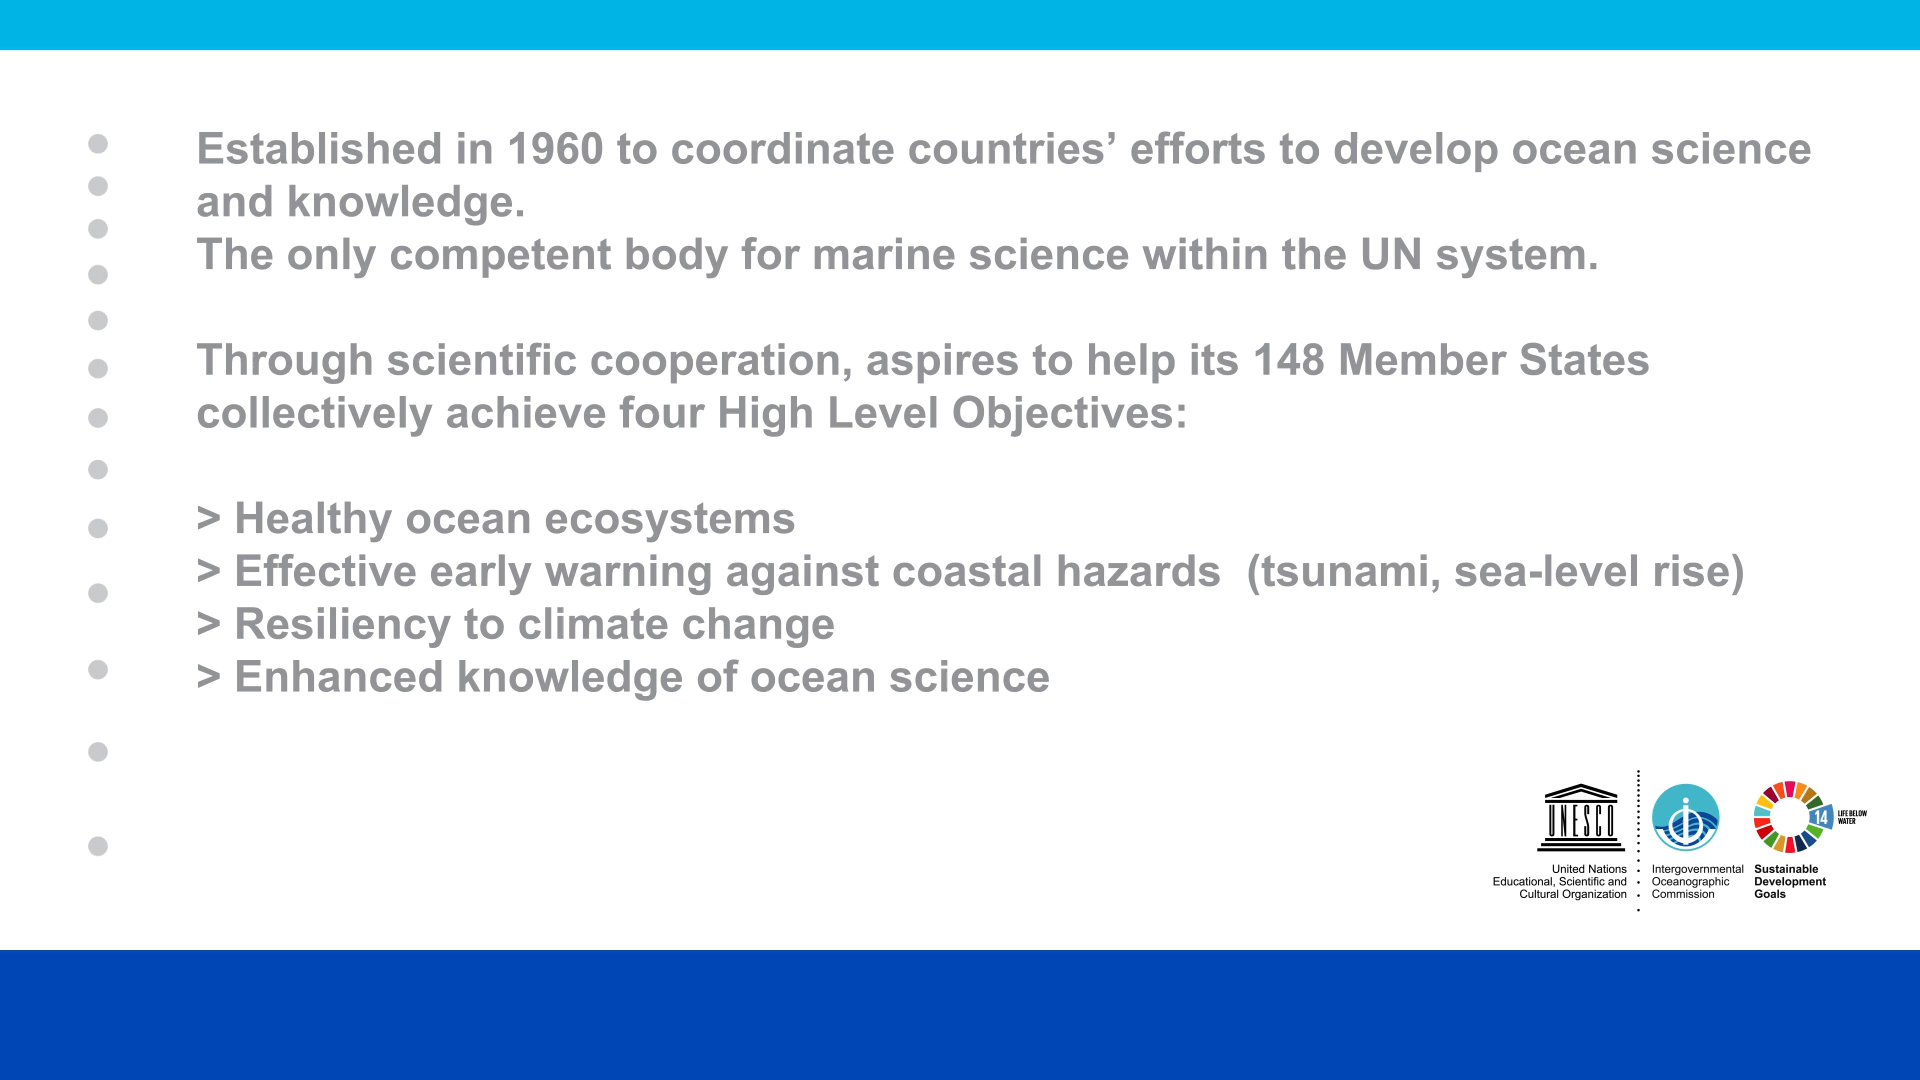 Established in 1960 to coordinate countries’ efforts to develop ocean science
and knowledge.
The only competent body for marine science within the UN system.
Through scientific cooperation, aspires to help its 148 Member States
collectively achieve four High Level Objectives:
> Healthy ocean ecosystems
> Effective early warning against coastal hazards  (tsunami, sea-level rise)
> Resiliency to climate change
> Enhanced knowledge of ocean science
UNESCO
United Nations
Educational, Scientific and
Cultural Organization
Intergovernmental
Oceanographic
Commission
14
LIFE BELOW
WATER
Sustainable
Development
Goals